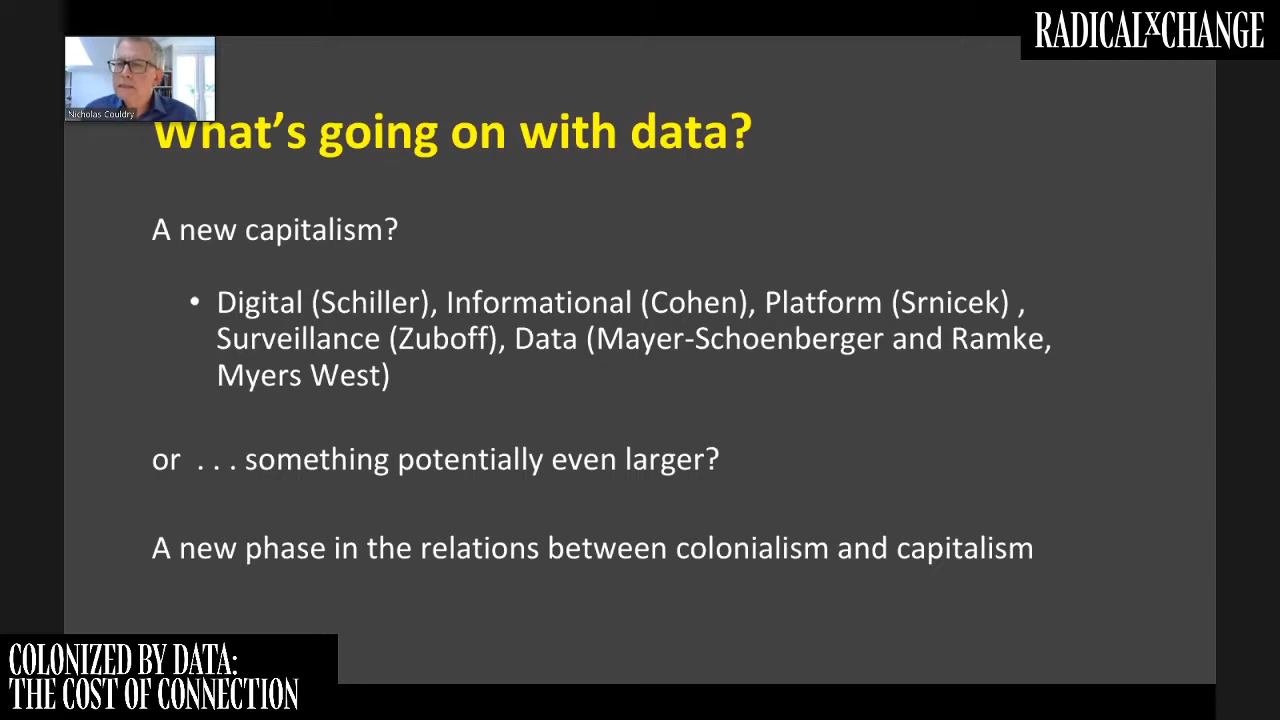 RADICALxCHANGE
Nicholas Couldry
What's going on with data?
A new capitalism?
• Digital (Schiller), Informational (Cohen), Platform (Srnicek) ,
Surveillance (Zuboff), Data (Mayer-Schoenberger and Ramke,
Myers West)
or . . . something potentially even larger?
A new phase in the relations between colonialism and capitalism
COLONIZED BY DATA:
THE COST OF CONNECTION